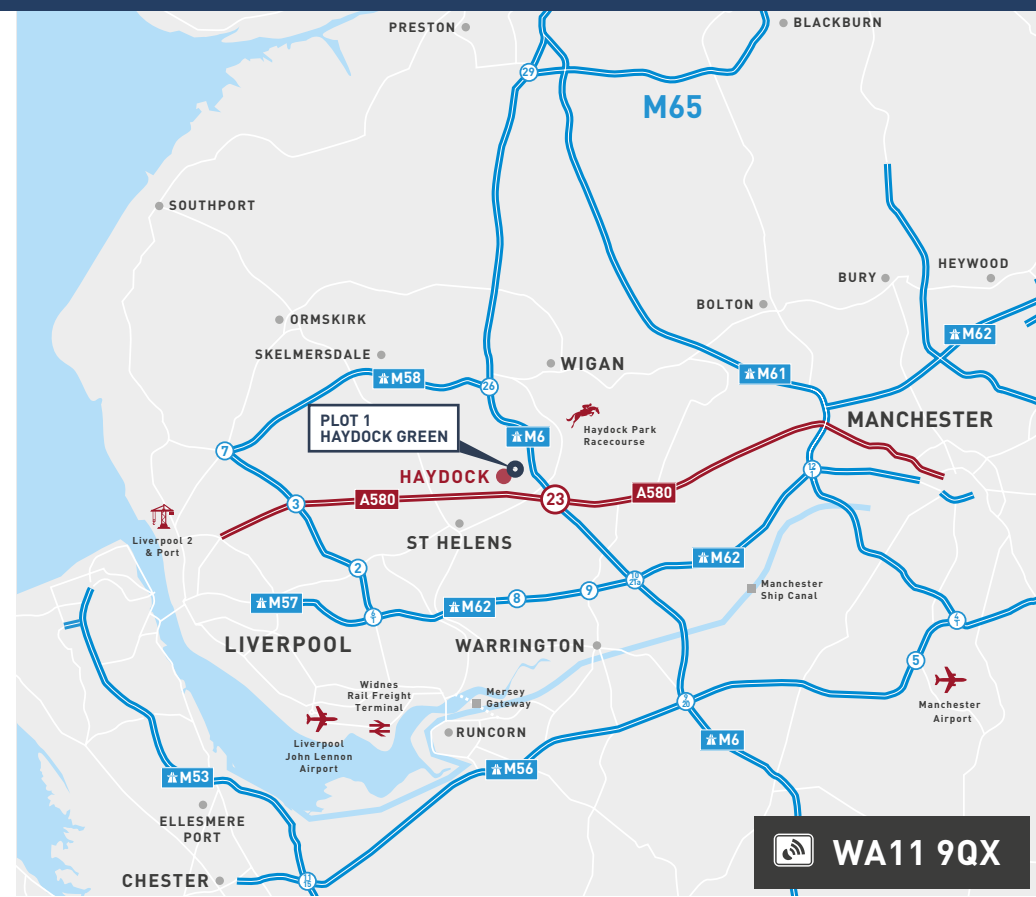 PRESTON
BLACKBURN
29
M65
SOUTHPORT
HEYWOOD
BURY
BOLTON
ORMSKIRK
M62
SKELMERSDALE
WIGAN
M61
M58
26
PLOT 1
HAYDOCK GREEN
Haydock Park
Racecourse
MANCHESTER
M6
7
HAYDOCK
12
1
A580
23
A580
3
Liverpool 2
& Port
ST HELENS
M62
2
10
21a
Manchester
Ship Canal
9
8
M57
M62
6
1
4
1
LIVERPOOL
WARRINGTON
5
Widnes
Rail Freight
Terminal
Mersey
Gateway
9
20
Manchester
Airport
RUNCORN
Liverpool
John Lennon
Airport
M6
M56
M53
ELLESMERE
PORT
CHESTER
11
15
WA11 9QX